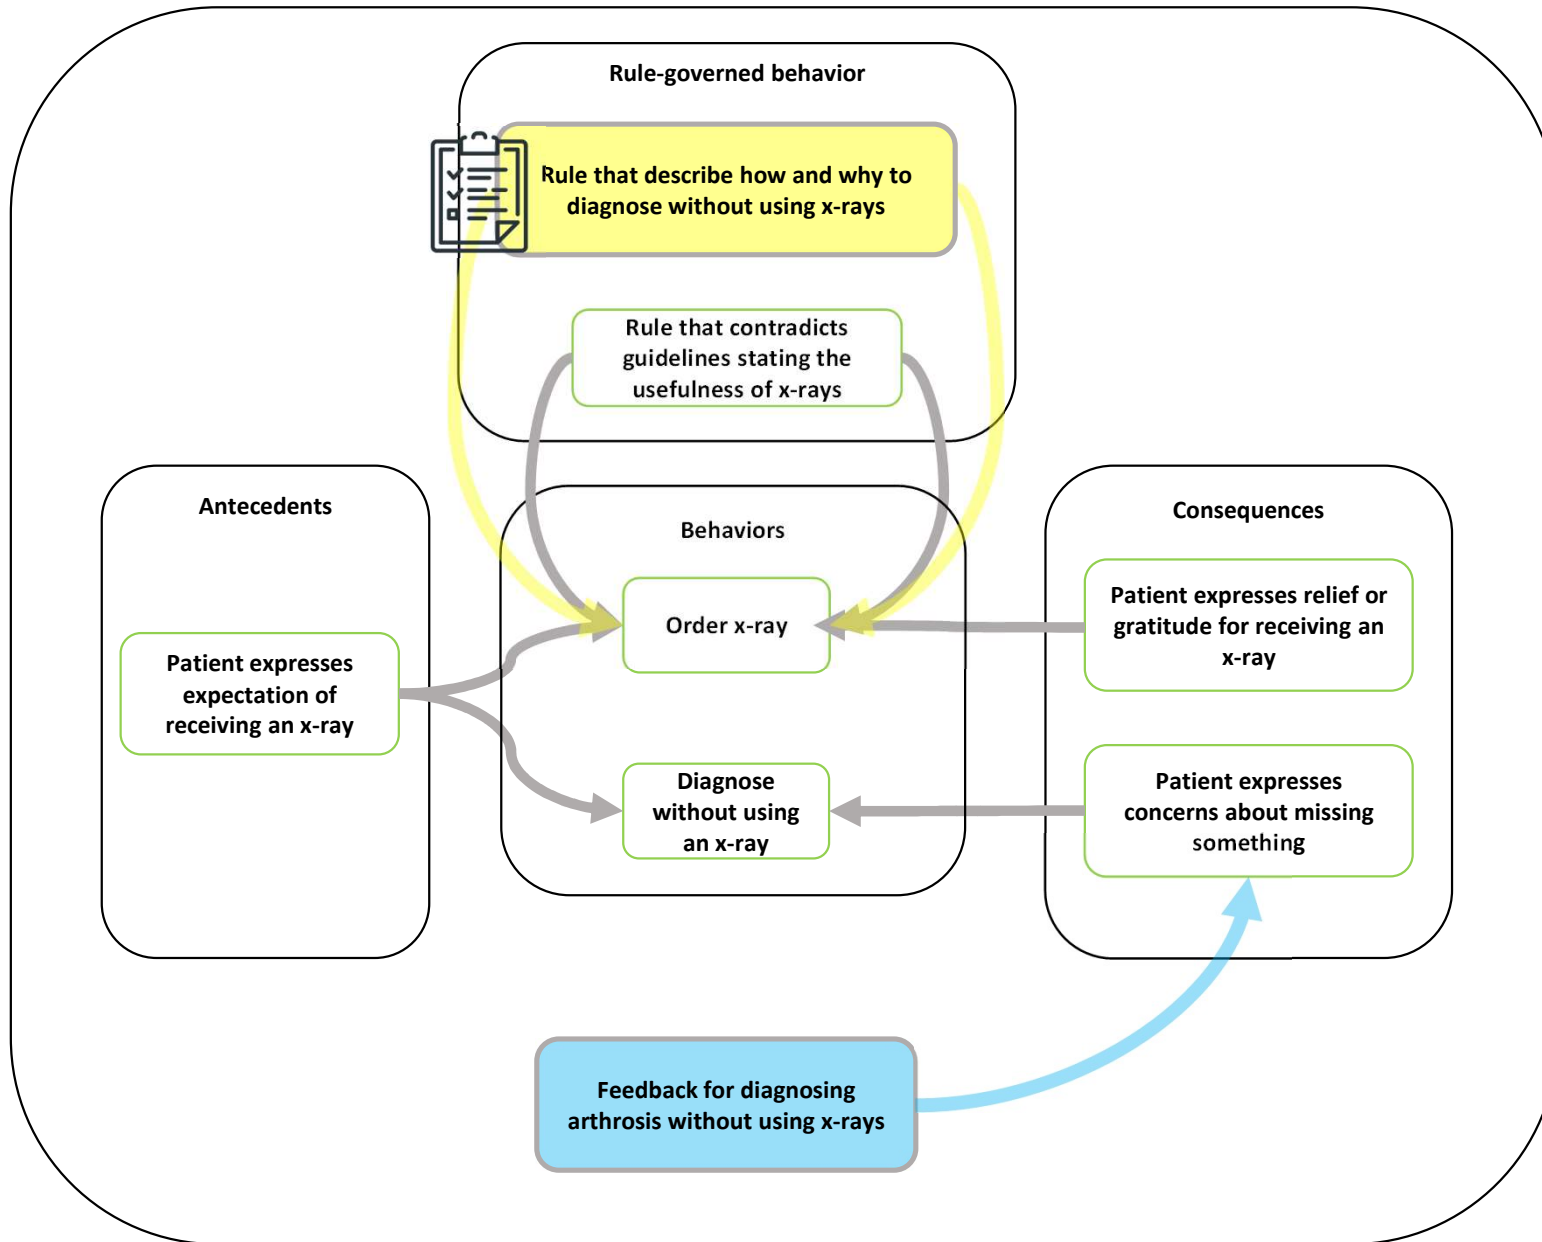 Rule-governed behavior
Rule that describe how and why to
diagnose without using x-rays
Rule that contradicts
guidelines stating the
usefulness of x-rays
Antecedents
Patient expresses
expectation of
receiving an x-ray
Behaviors
Order x-ray
Diagnose
without using
an x-ray
Consequences
Patient expresses relief or
gratitude for receiving an
x-ray
Patient expresses
concerns about missing
something
Feedback for diagnosing
arthrosis without using x-rays